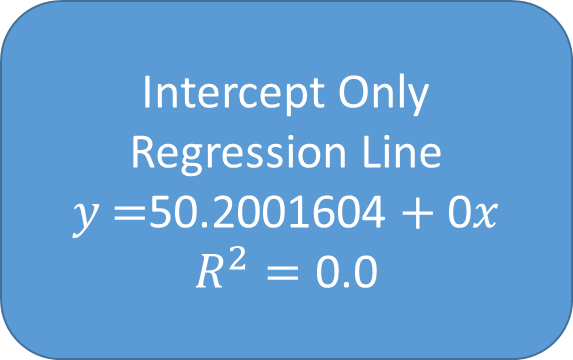 Intercept Only
Regression Line
y =50.2001604 + 0x
R² = 0.0